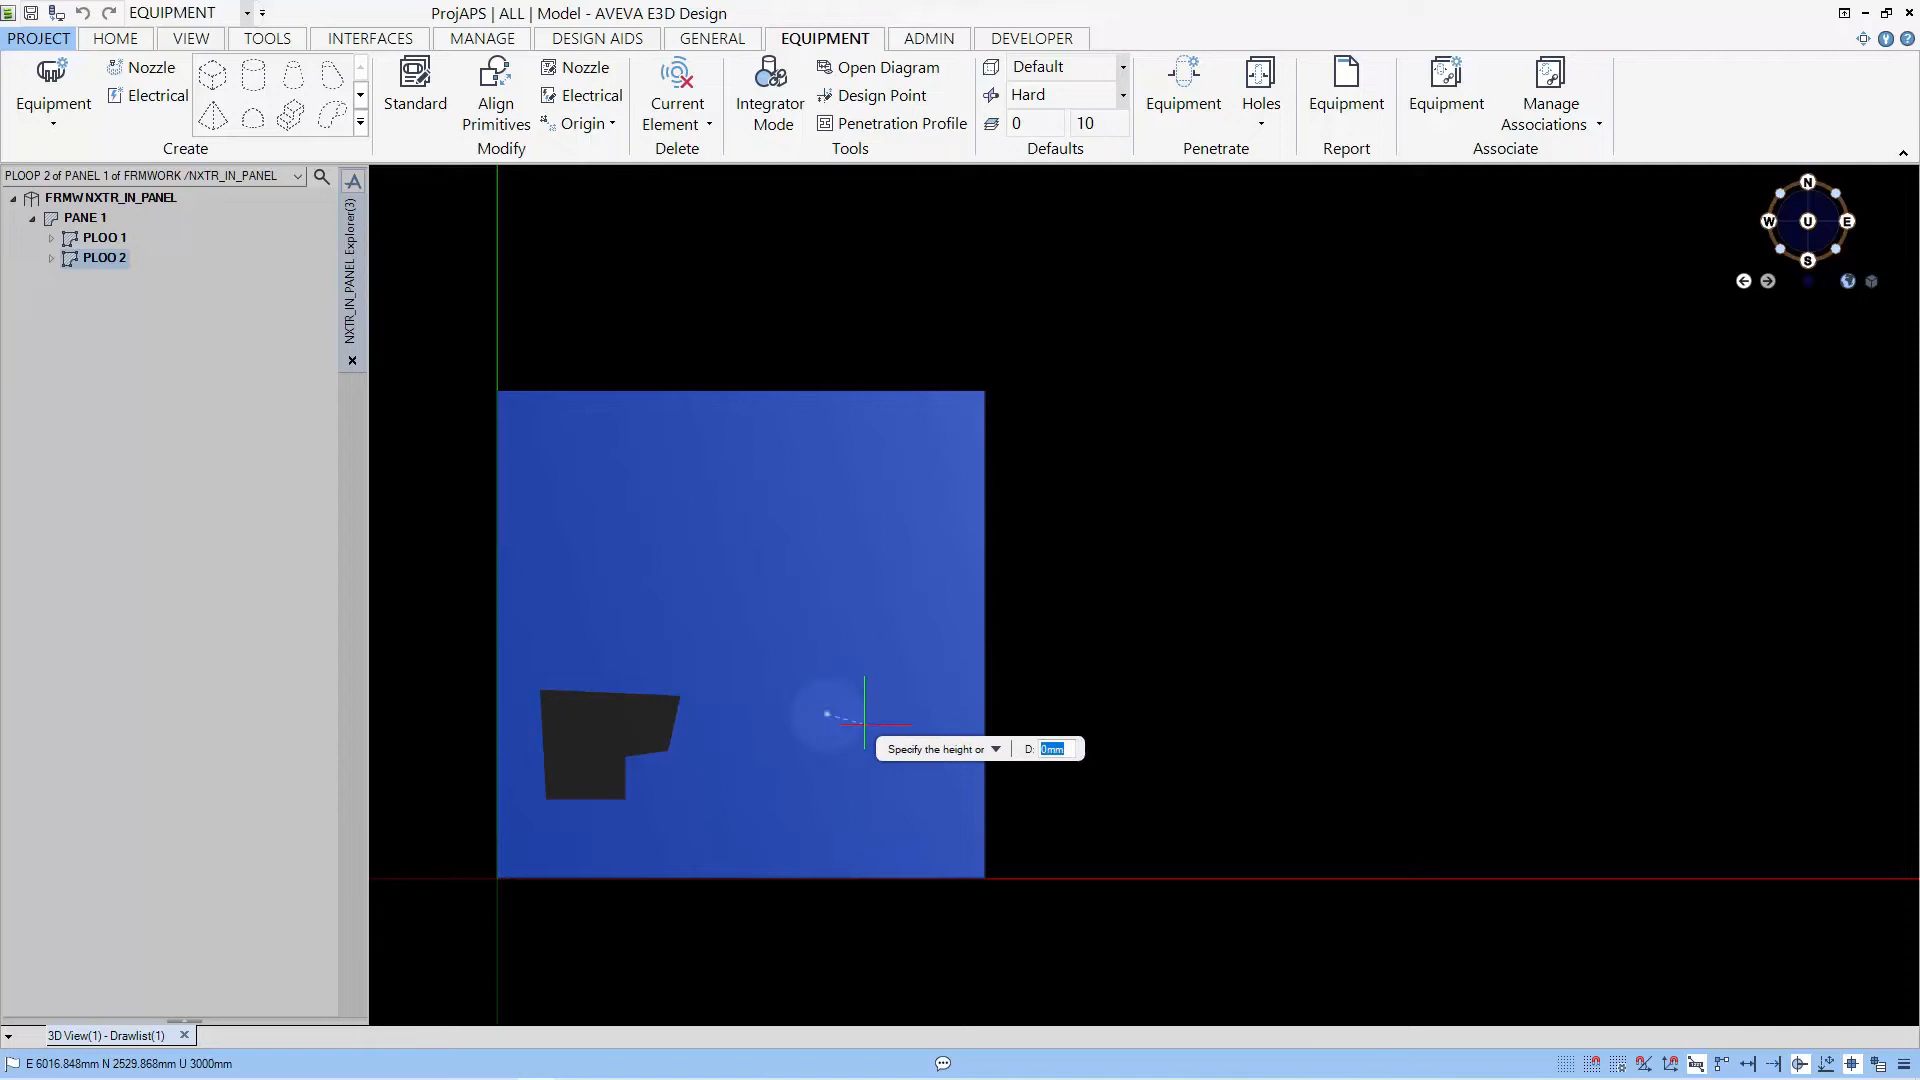 EQUIPMENT
ProjAPS | ALL | Model - AVEVA E3D Design
PROJECT HOME VIEW TOOLS INTERFACES MANAGE DESIGN AIDS GENERAL EQUIPMENT ADMIN DEVELOPER
Equipment
Nozzle
Electrical
Create
Standard
Align Primitives
Nozzle
Electrical
Origin
Modify
Current Element
Delete
Integrator Mode
Open Diagram
Design Point
Penetration Profile
Tools
Default
Hard
0 10
Defaults
Equipment
Holes
Penetrate
Equipment
Report
Equipment
Manage Associations
Associate
PLOOP 2 of PANEL 1 of FRMWORK /NXTR_IN_PANEL
FRMW NXTR_IN_PANEL
PANE 1
PLOO 1
PLOO 2
NXTR_IN_PANEL Explorer(3)
N
W U E
S
Specify the height or D: 0mm
3D View(1) - Drawlist(1)
E 6016.848mm N 2529.868mm U 3000mm